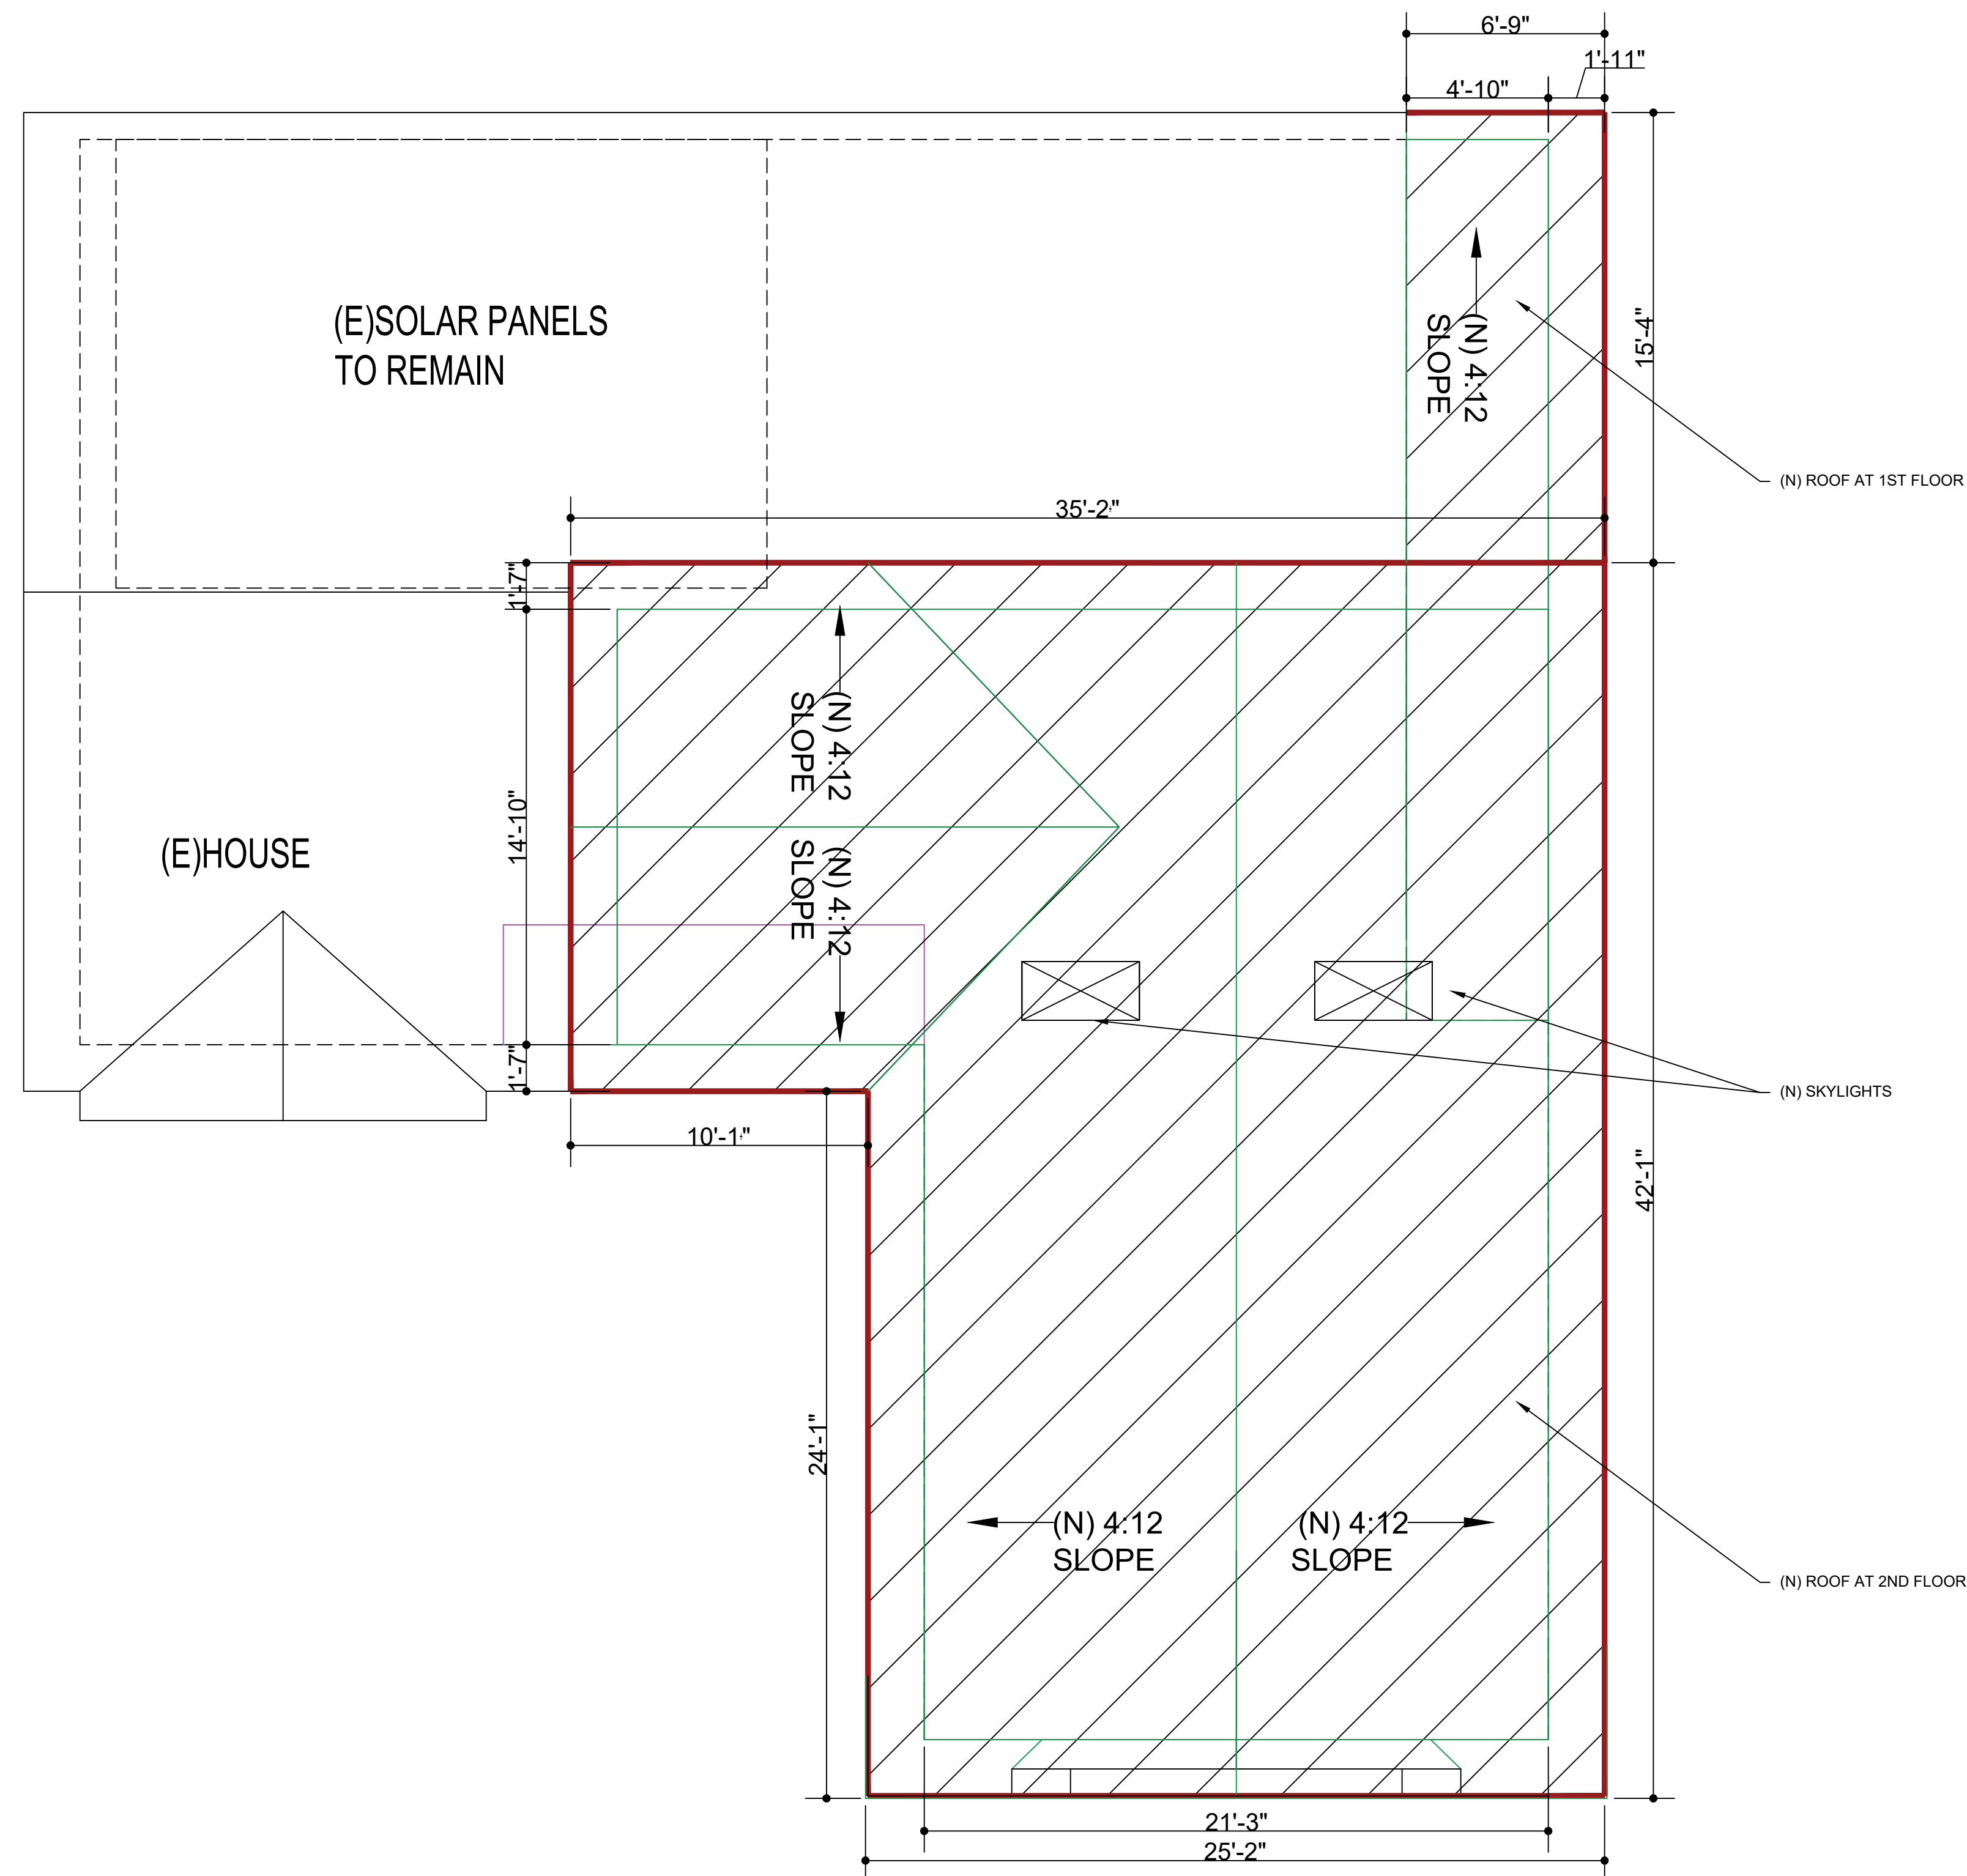 6'-9"
1'-11"
4'-10"
(E)SOLAR PANELS
TO REMAIN
(N) 4:12
SLOPE
15'-4"
(N) ROOF AT 1ST FLOOR
35'-2"
1'-7"
(N) 4:12
SLOPE
14'-10"
(E)HOUSE
(N) 4:12
SLOPE
1'-7"
(N) SKYLIGHTS
10'-1"
42'-1"
24'-1"
(N) 4:12
SLOPE
(N) 4:12
SLOPE
(N) ROOF AT 2ND FLOOR
21'-3"
25'-2"